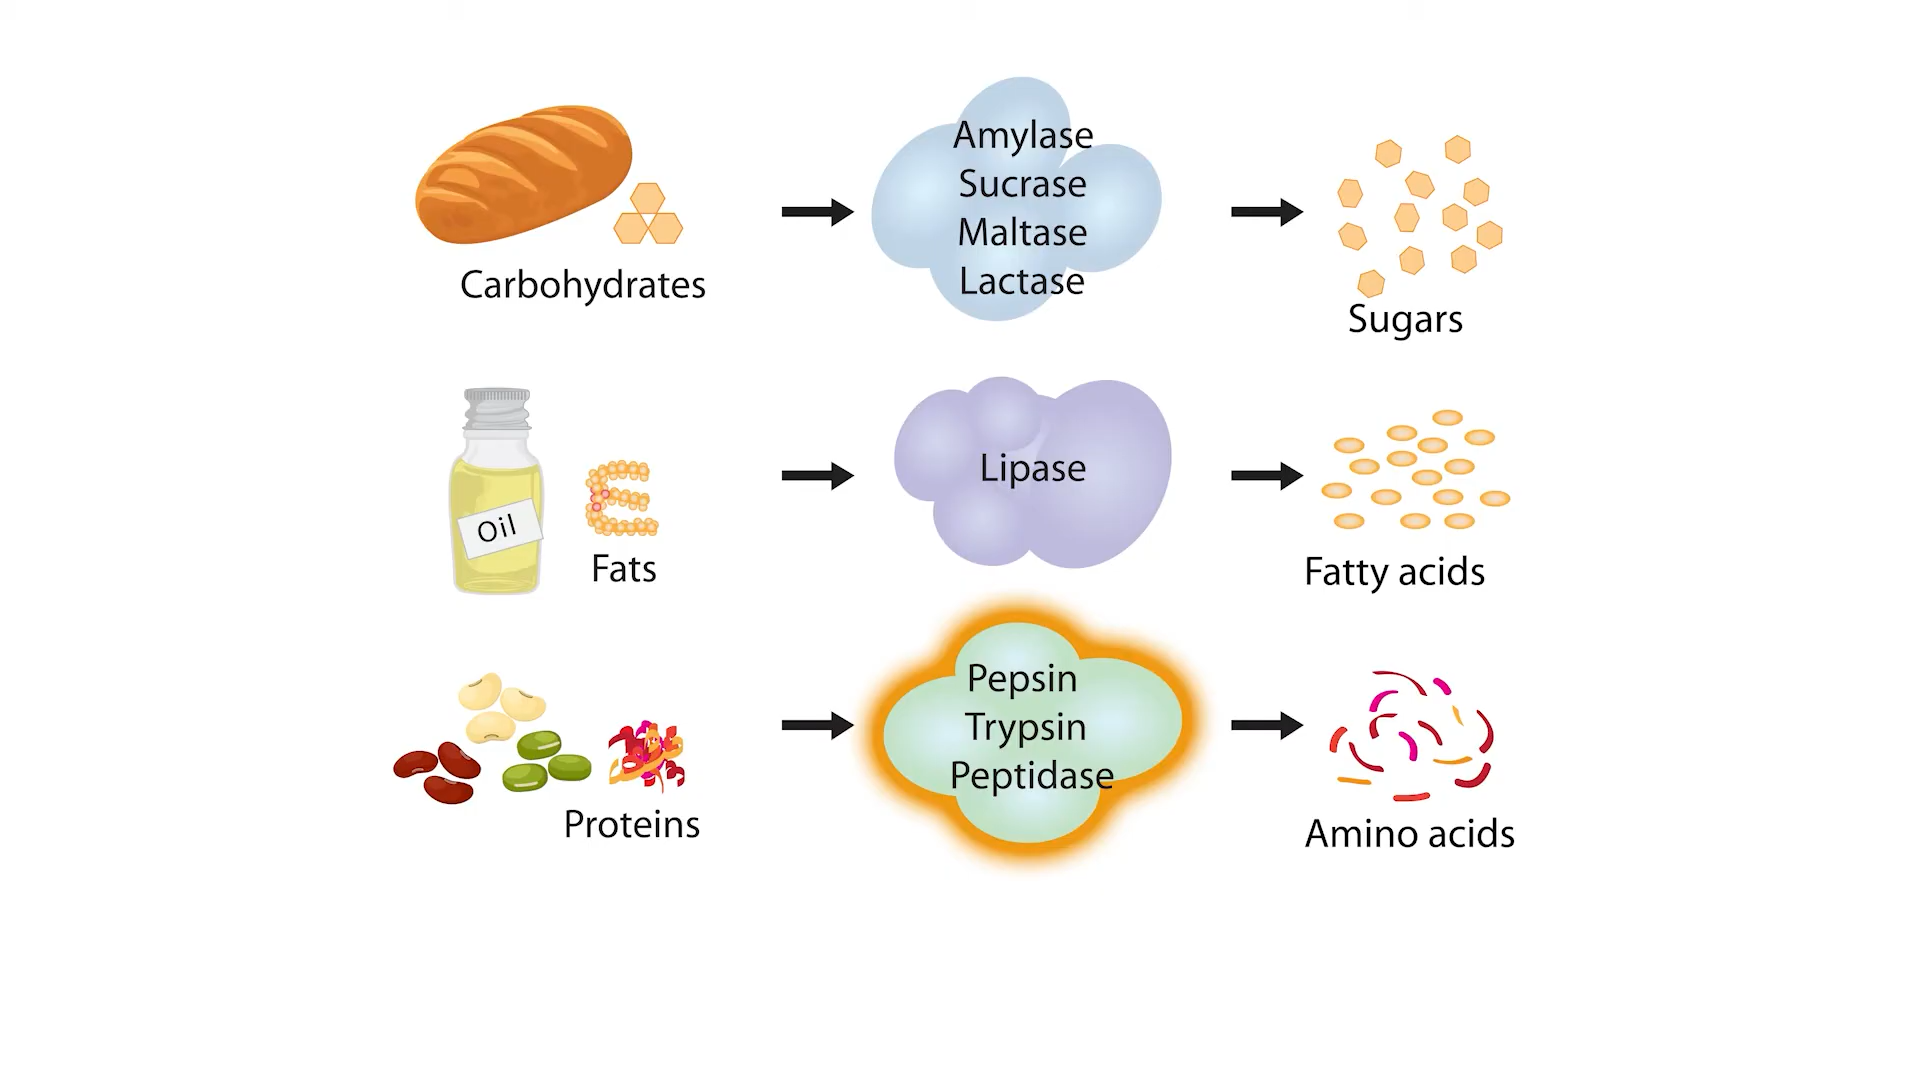 Carbohydrates
Amylase
Sucrase
Maltase
Lactase
Sugars
Oil
Fats
Lipase
Fatty acids
Proteins
Pepsin
Trypsin
Peptidase
Amino acids